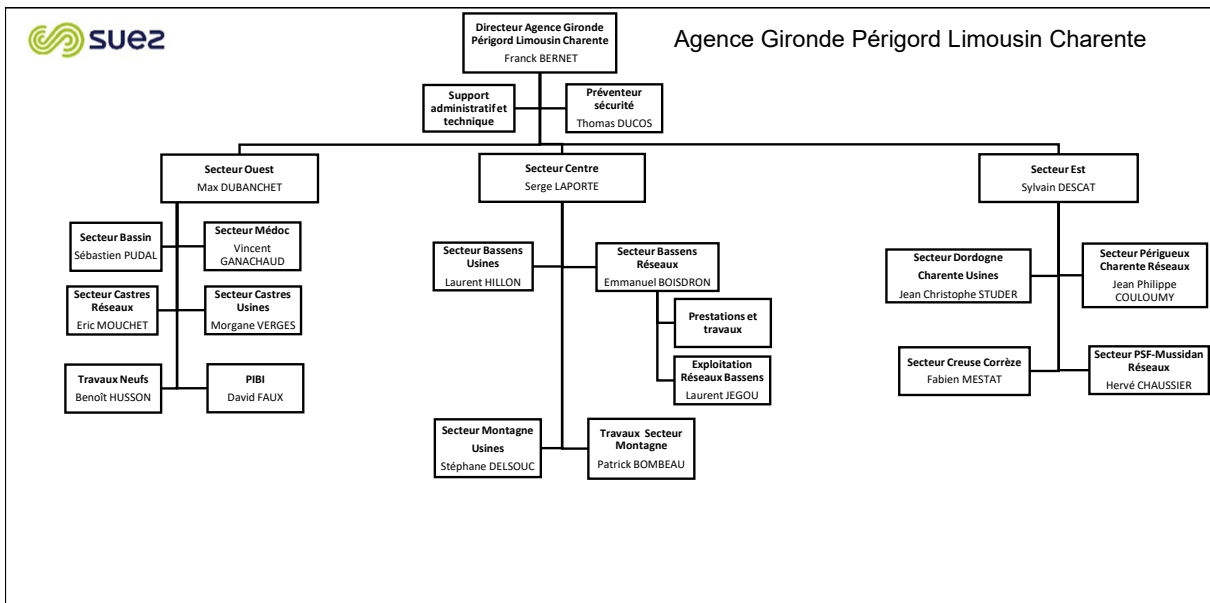 suez
Agence Gironde Périgord Limousin Charente
Directeur Agence Gironde
Périgord Limousin Charente
Franck BERNET
Support
administratif et
technique
Préventeur
sécurité
Thomas DUCOS
Secteur Ouest
Max DUBANCHET
Secteur Centre
Serge LAPORTE
Secteur Est
Sylvain DESCAT
Secteur Bassin
Sébastien PUDAL
Secteur Médoc
Vincent
GANACHAUD
Secteur Castres
Réseaux
Eric MOUCHET
Secteur Castres
Usines
Morgane VERGES
Travaux Neufs
Benoît HUSSON
PIBI
David FAUX
Secteur Bassens
Usines
Laurent HILLON
Secteur Bassens
Réseaux
Emmanuel BOISDRON
Prestations et
travaux
Exploitation
Réseaux Bassens
Laurent JEGOU
Secteur Montagne
Usines
Stéphane DELSOUC
Travaux Secteur
Montagne
Patrick BOMBEAU
Secteur Dordogne
Charente Usines
Jean Christophe STUDER
Secteur Périgueux
Charente Réseaux
Jean Philippe
COULOUMY
Secteur Creuse Corrèze
Fabien MESTAT
Secteur PSF-Mussidan
Réseaux
Hervé CHAUSSIER